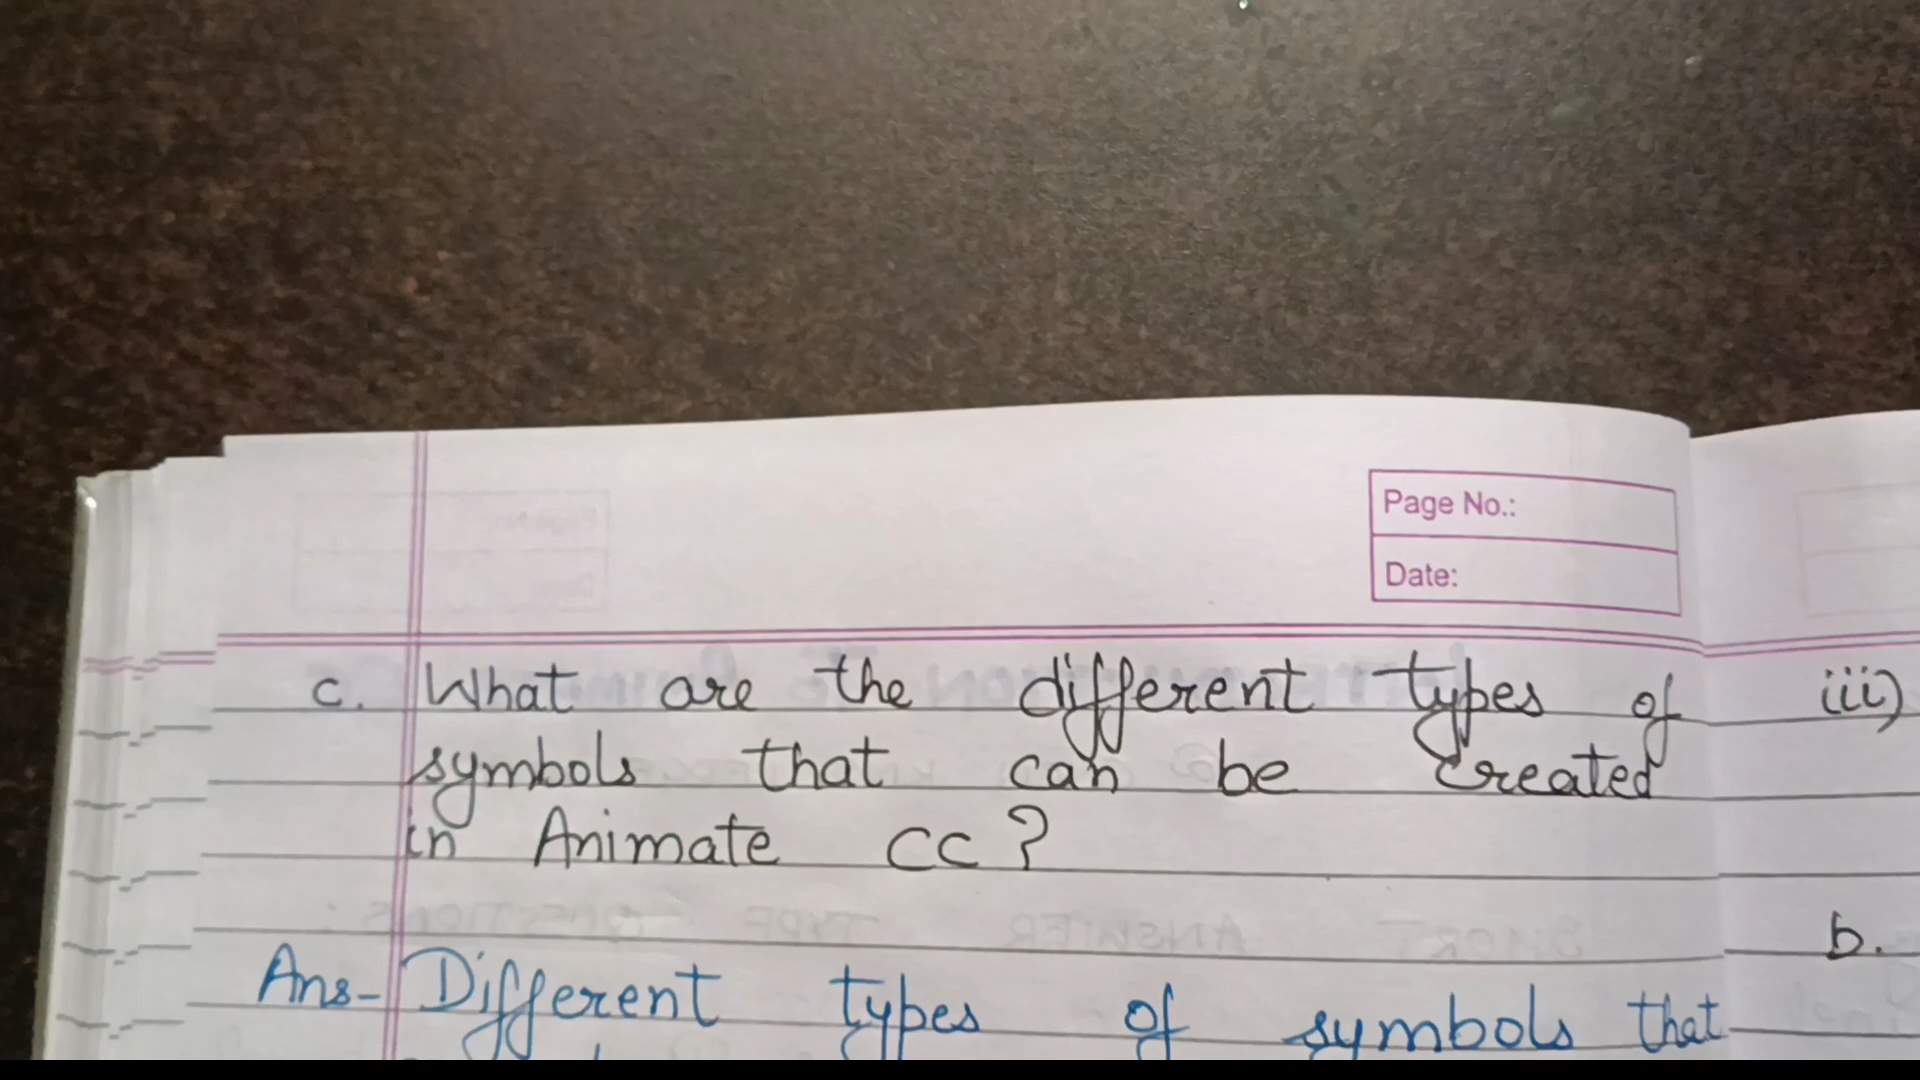 Page No.:
Date:
c. What are the different types of
symbols that can be created
in Animate CC?
Ans- Different types of symbols that
iii)
b.